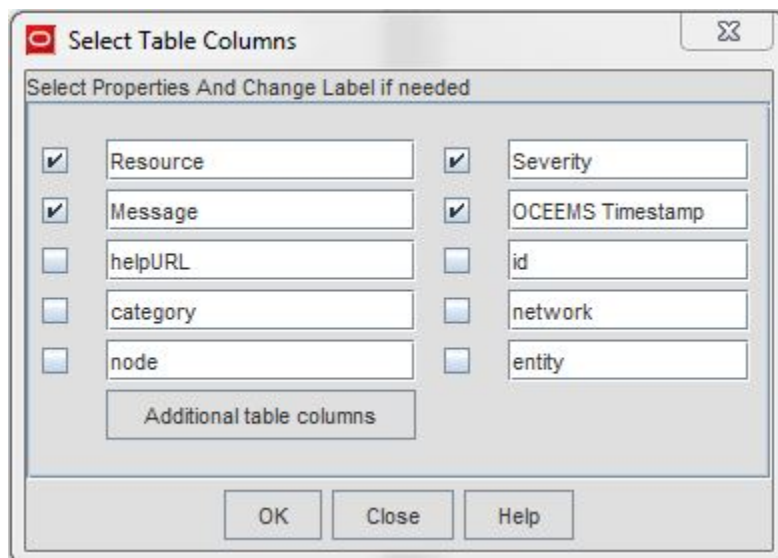 Select Table Columns
Select Properties And Change Label if needed
Resource Severity
Message OCEEMS Timestamp
helpURL id
category network
node entity
Additional table columns
OK Close Help